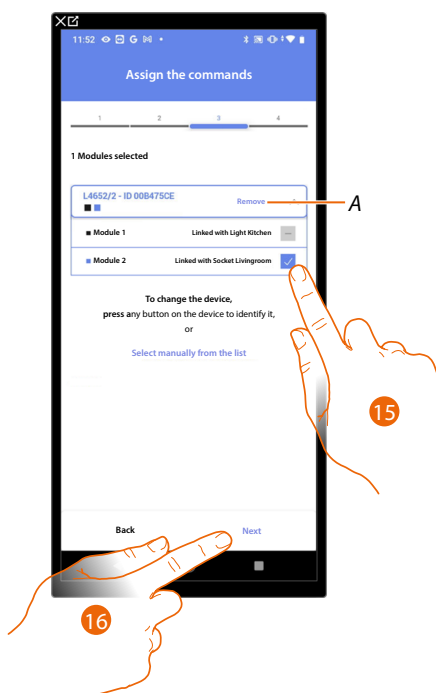 11:52 G
Assign the commands
1 2 3 4
1 Modules selected
L4652/2 - ID 00B475CE Remove A
Module 1 Linked with Light Kitchen
Module 2 Linked with Socket Livingroom
To change the device,
press any button on the device to identify it,
or
Select manually from the list
15
Back Next
16